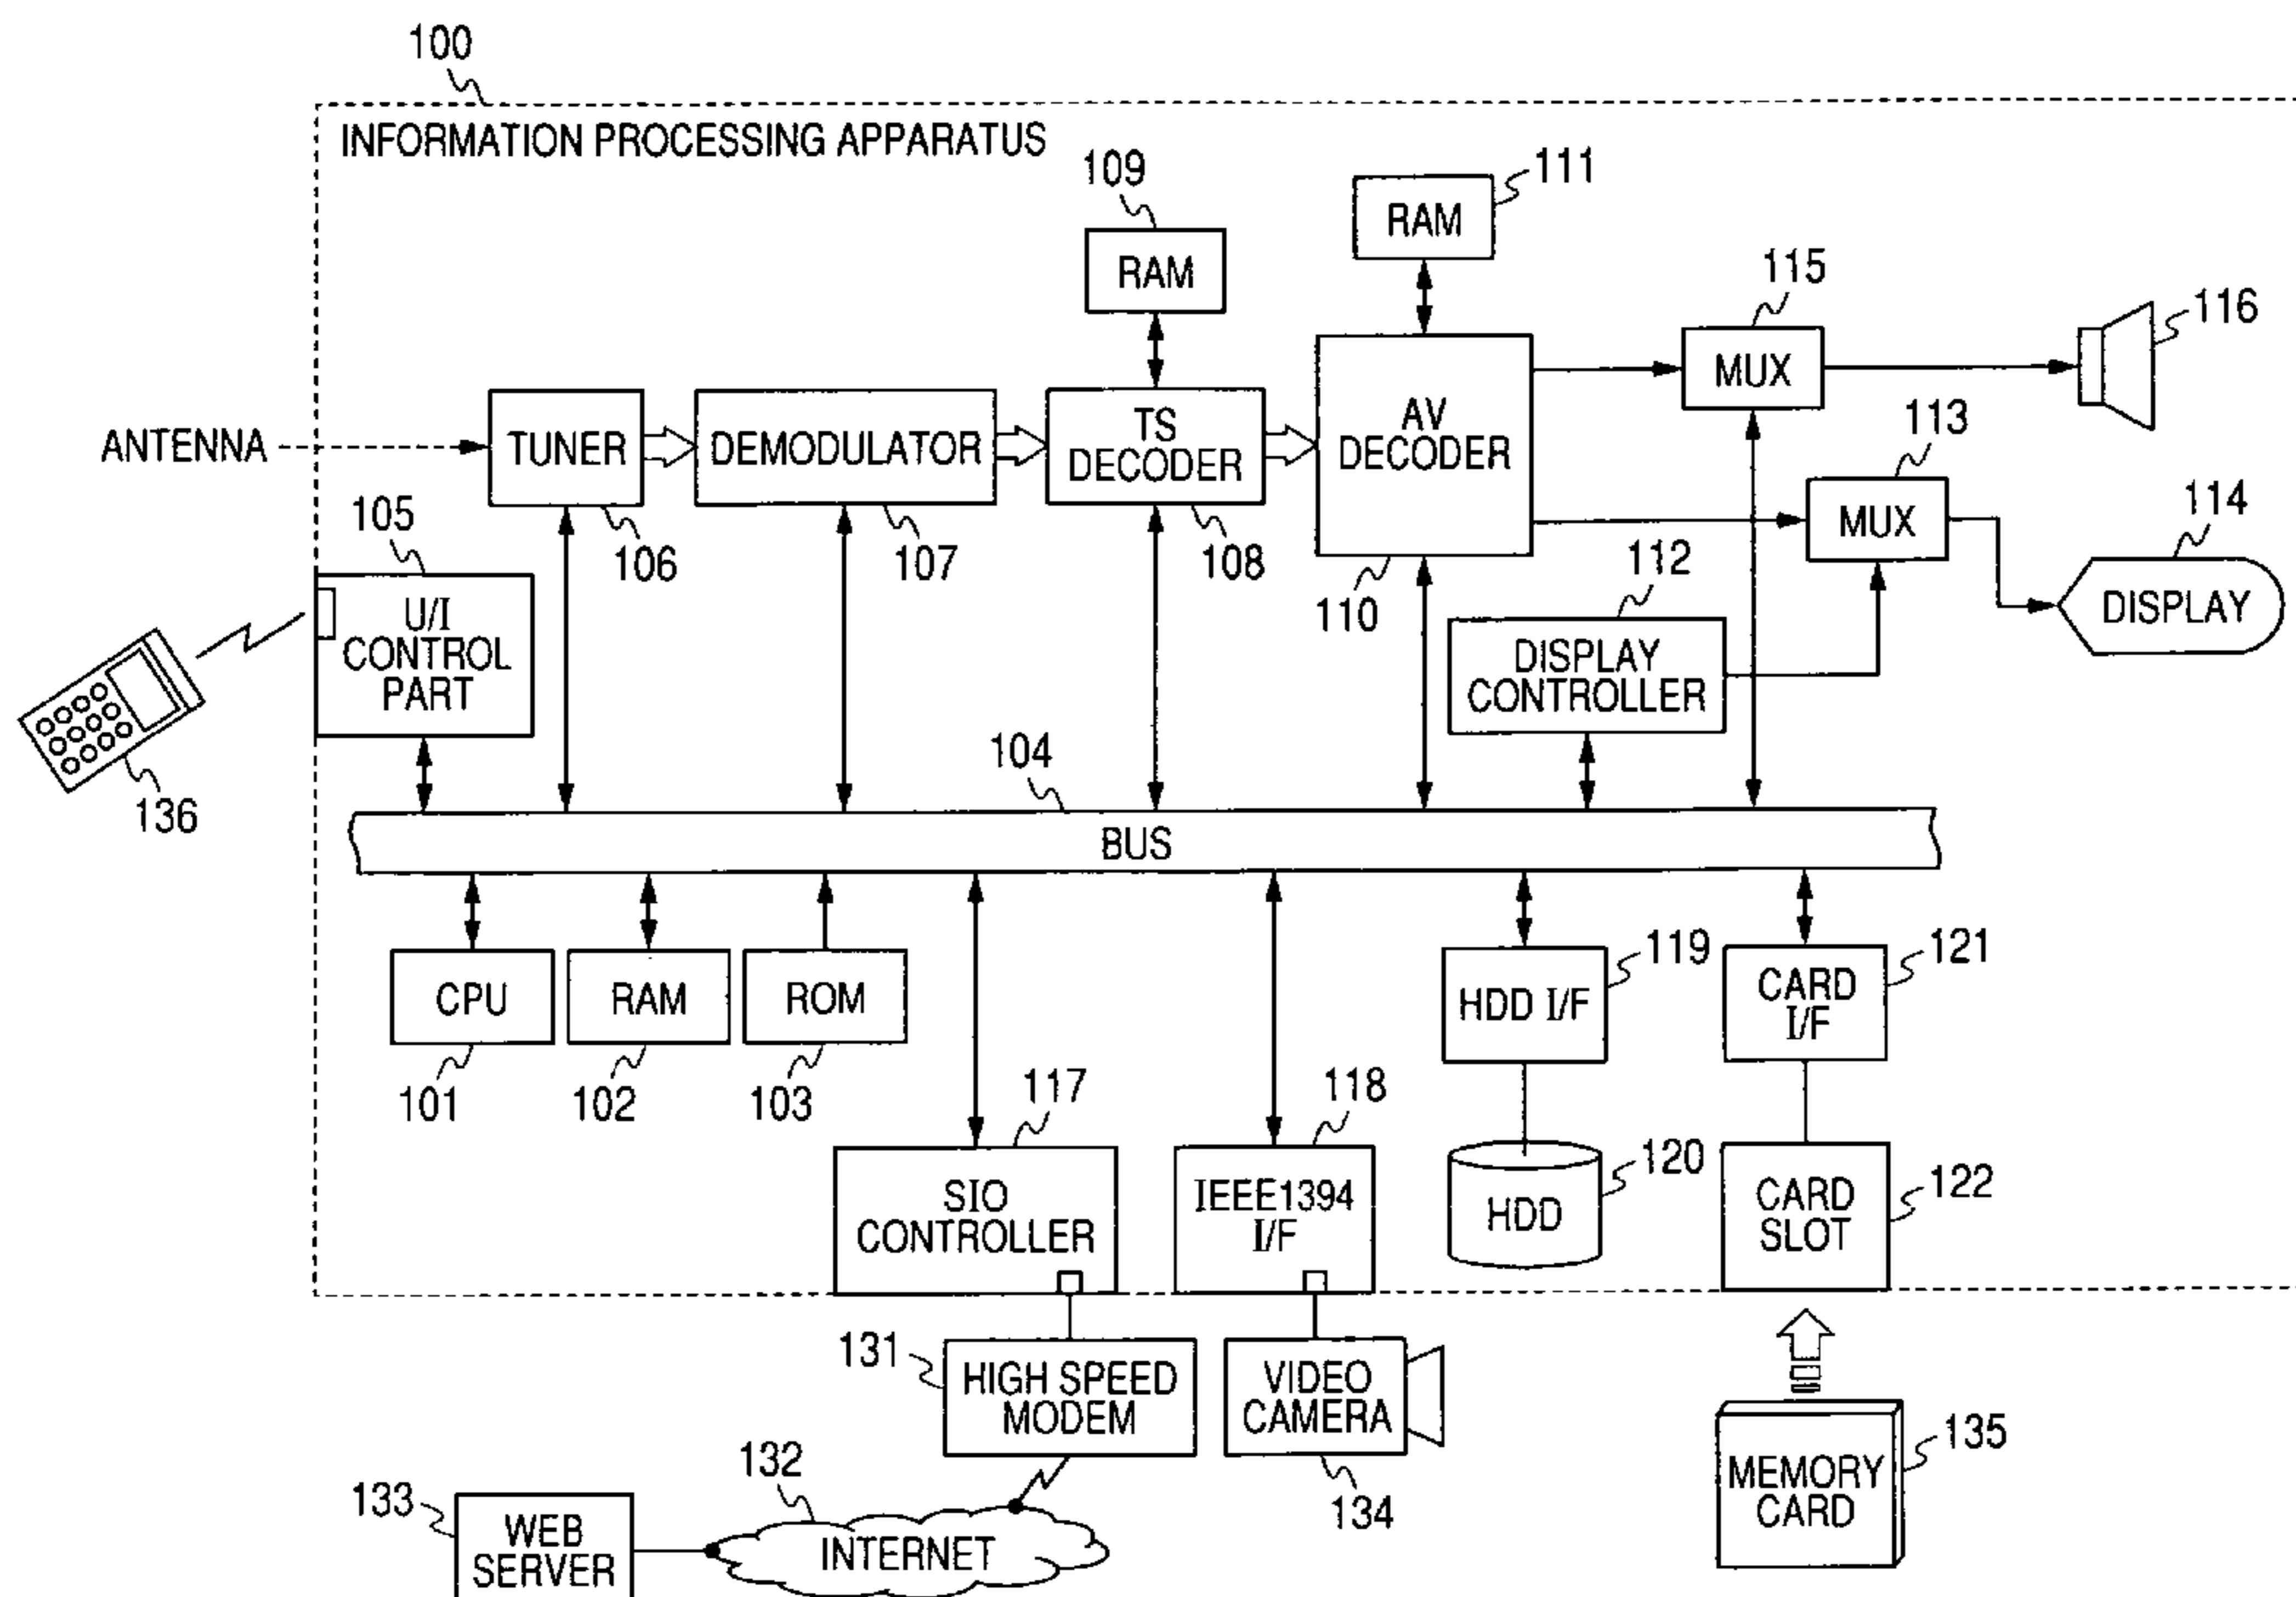 100
INFORMATION PROCESSING APPARATUS
109
RAM
111
RAM
115
MUX
116
ANTENNA
TUNER
106
DEMODULATOR
107
TS
DECODER
108
AV
DECODER
110
113
MUX
114
DISPLAY
112
DISPLAY
CONTROLLER
105
U/I
CONTROL
PART
136
104
BUS
CPU
101
RAM
102
ROM
103
117
SIO
CONTROLLER
118
IEEE1394
I/F
119
HDD I/F
120
HDD
121
CARD
I/F
122
CARD
SLOT
131
HIGH SPEED
MODEM
VIDEO
CAMERA
134
135
MEMORY
CARD
132
INTERNET
133
WEB
SERVER